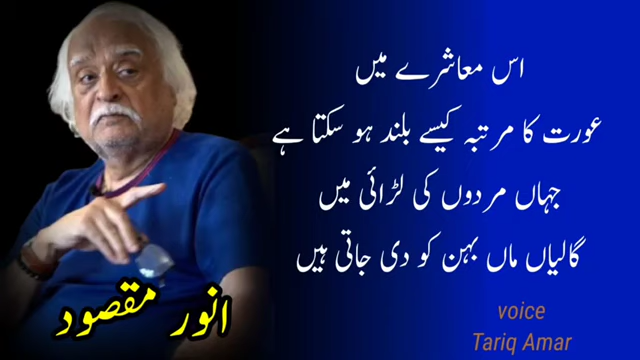 اس معاشرے میں
عورت کا مرتبہ کیسے بلند ہو سکتا ہے
جہاں مردوں کی لڑائی میں
گالیاں ماں بہن کو دی جاتی ہیں
انور مقصود
voice
Tariq Amar